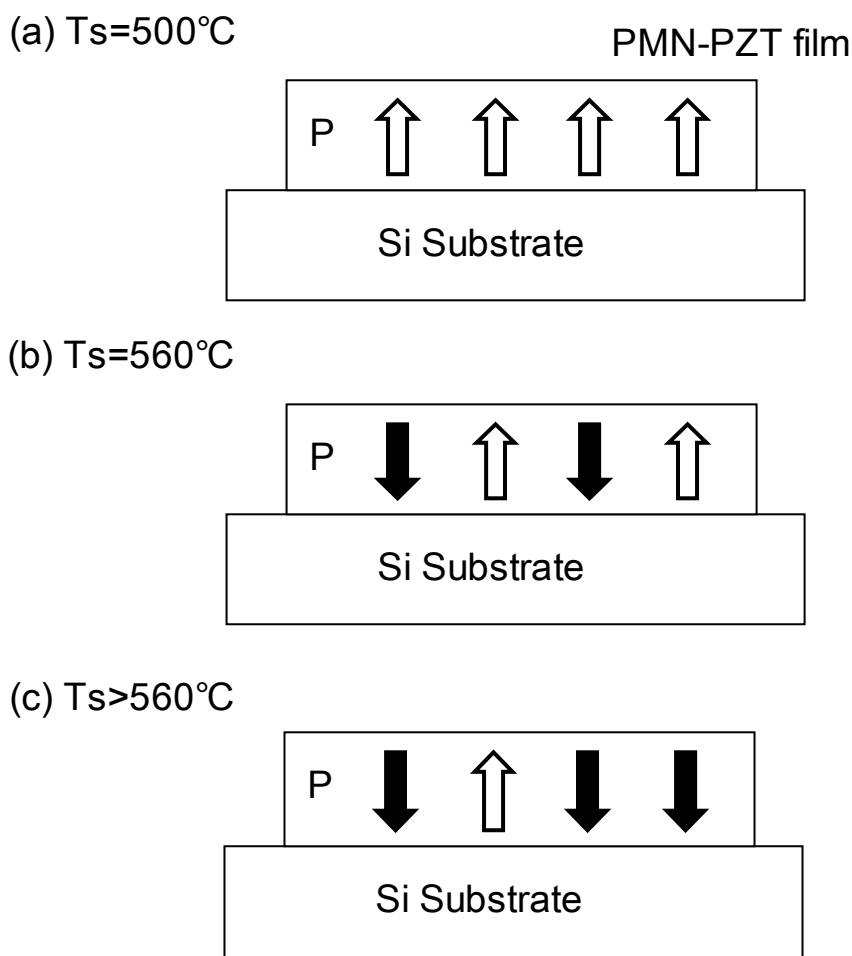 (a) Ts=500℃
PMN-PZT film
P
Si Substrate
(b) Ts=560℃
P
Si Substrate
(c) Ts>560℃
P
Si Substrate